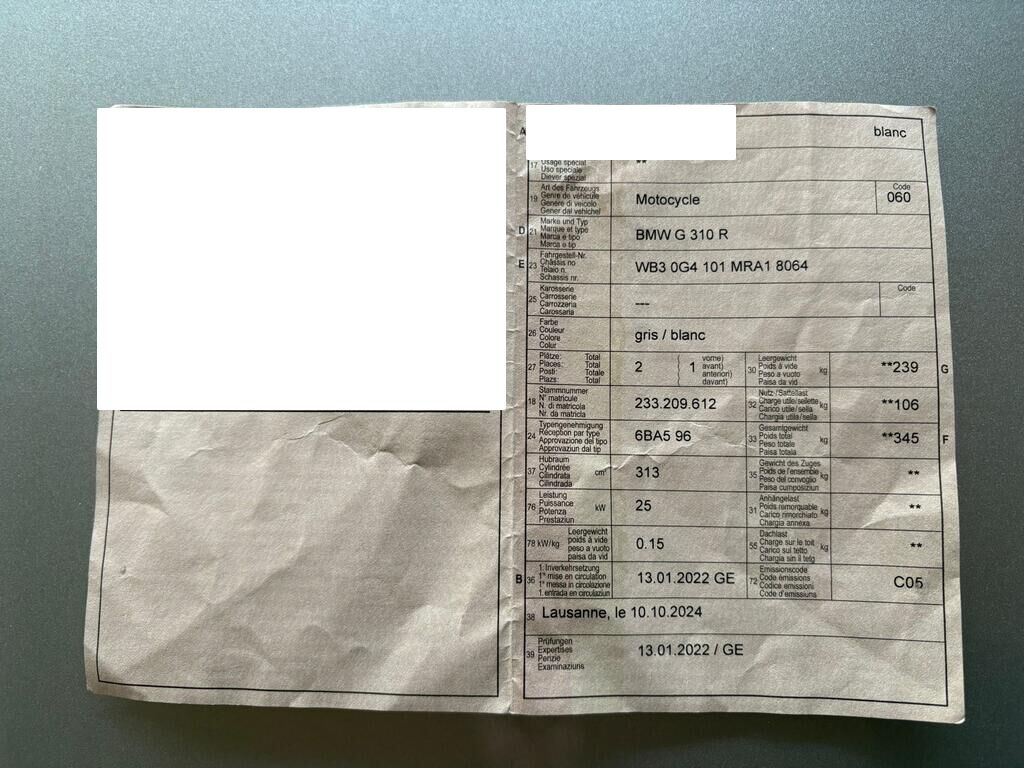 A
blanc
17 Usage spécial
Uso speciale
Diever spezial
**
19 Art des Fahrzeugs
Genre de véhicule
Genere di veicolo
Gener dal vehichel
Motocycle
Code
060
D 21 Marke und Typ
Marque et type
Marca e tipo
Marca e tip
BMW G 310 R
E 23 Fahrgestell-Nr.
Châssis no
Telaio n.
Schassis nr.
WB3 0G4 101 MRA1 8064
25 Karosserie
Carrosserie
Carrozzeria
Carossaria
---
Code
26 Farbe
Couleur
Colore
Colur
gris / blanc
27 Plätze: Total
Places: Total
Posti: Totale
Plazs: Total
2
( 1 vorne)
avant)
anteriori)
davant)
30 Leergewicht
Poids à vide
Peso a vuoto
Paisa da vid
kg
**239
G
18 Stammnummer
N° matricule
N. di matricola
Nr. da matricla
233.209.612
32 Nutz-/Sattellast
Charge utile/sellette
Carico utile/sella
Chargia utila/sella
kg
**106
24 Typengenehmigung
Réception par type
Approvazione del tipo
Approvaziun dal tip
6BA5 96
33 Gesamtgewicht
Poids total
Peso totale
Paisa totala
kg
**345
F
37 Hubraum
Cylindrée
Cilindrata
Cilindrada
cm³
313
35 Gewicht des Zuges
Poids de l'ensemble
Peso del convoglio
Paisa cumposiziun
kg
**
76 Leistung
Puissance
Potenza
Prestaziun
kW
25
31 Anhängelast
Poids remorquable
Carico rimorchiato
Chargia annexa
kg
**
78 kW/kg Leergewicht
poids à vide
peso a vuoto
paisa da vid
0.15
55 Dachlast
Charge sur le toit
Carico sul tetto
Chargia sin il tetg
kg
**
B 36 1. Inverkehrsetzung
1re mise en circulation
1a messa in circolazione
1. entrada en circulaziun
13.01.2022 GE
72 Emissionscode
Code émissions
Codice emissioni
Code d'emissiuns
C05
38 Lausanne, le 10.10.2024
39 Prüfungen
Expertises
Perizie
Examinaziuns
13.01.2022 / GE